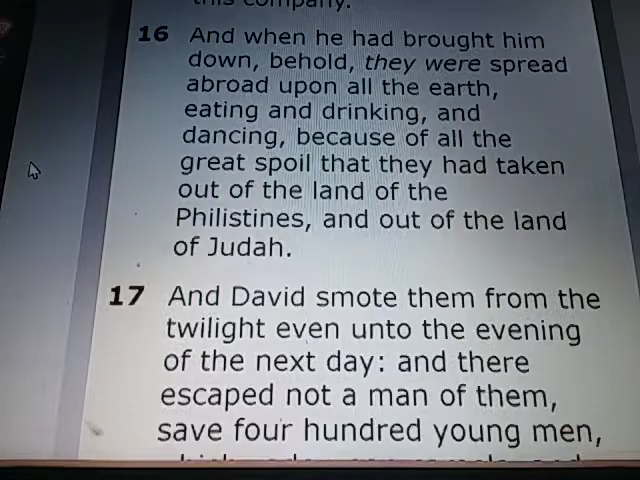 this company.
16 And when he had brought him
down, behold, they were spread
abroad upon all the earth,
eating and drinking, and
dancing, because of all the
great spoil that they had taken
out of the land of the
Philistines, and out of the land
of Judah.
17 And David smote them from the
twilight even unto the evening
of the next day: and there
escaped not a man of them,
save four hundred young men,